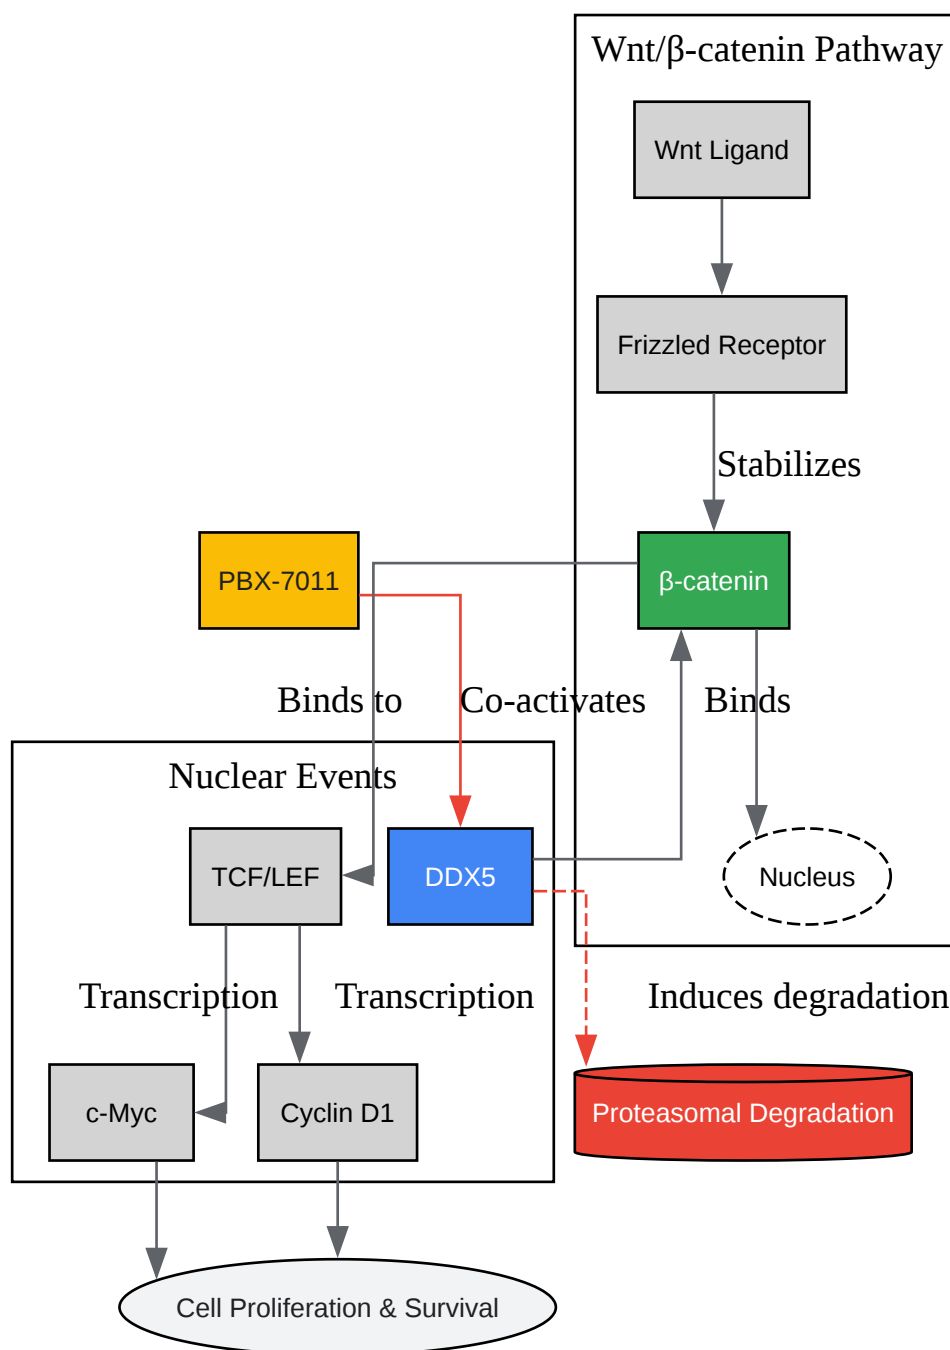 Wnt/β-catenin Pathway
Wnt Ligand
Frizzled Receptor
Stabilizes
PBX-7011
β-catenin
Binds to
Co-activates
Binds
Nuclear Events
TCF/LEF
DDX5
Nucleus
Transcription
Transcription
Induces degradation
c-Myc
Cyclin D1
Proteasomal Degradation
Cell Proliferation & Survival